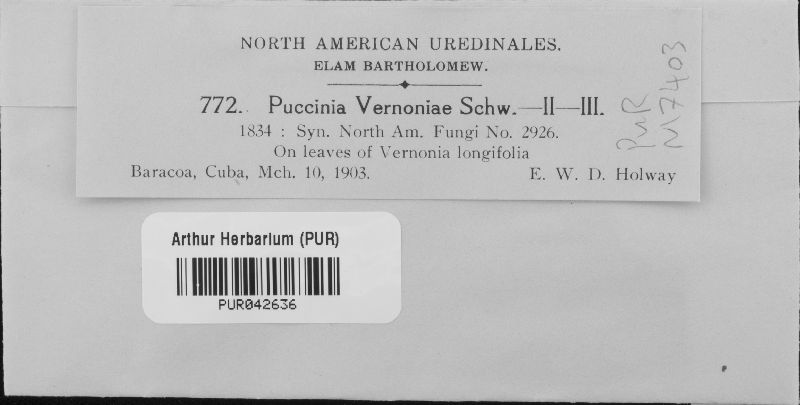 NORTH AMERICAN UREDINALES.
ELAM BARTHOLOMEW.
772. Puccinia Vernoniae Schw.—II—III.
1834 : Syn. North Am. Fungi No. 2926.
On leaves of Vernonia longifolia
Baracoa, Cuba, Mch. 10, 1903. E. W. D. Holway
PUR
N7403
Arthur Herbarium (PUR)
PUR042636